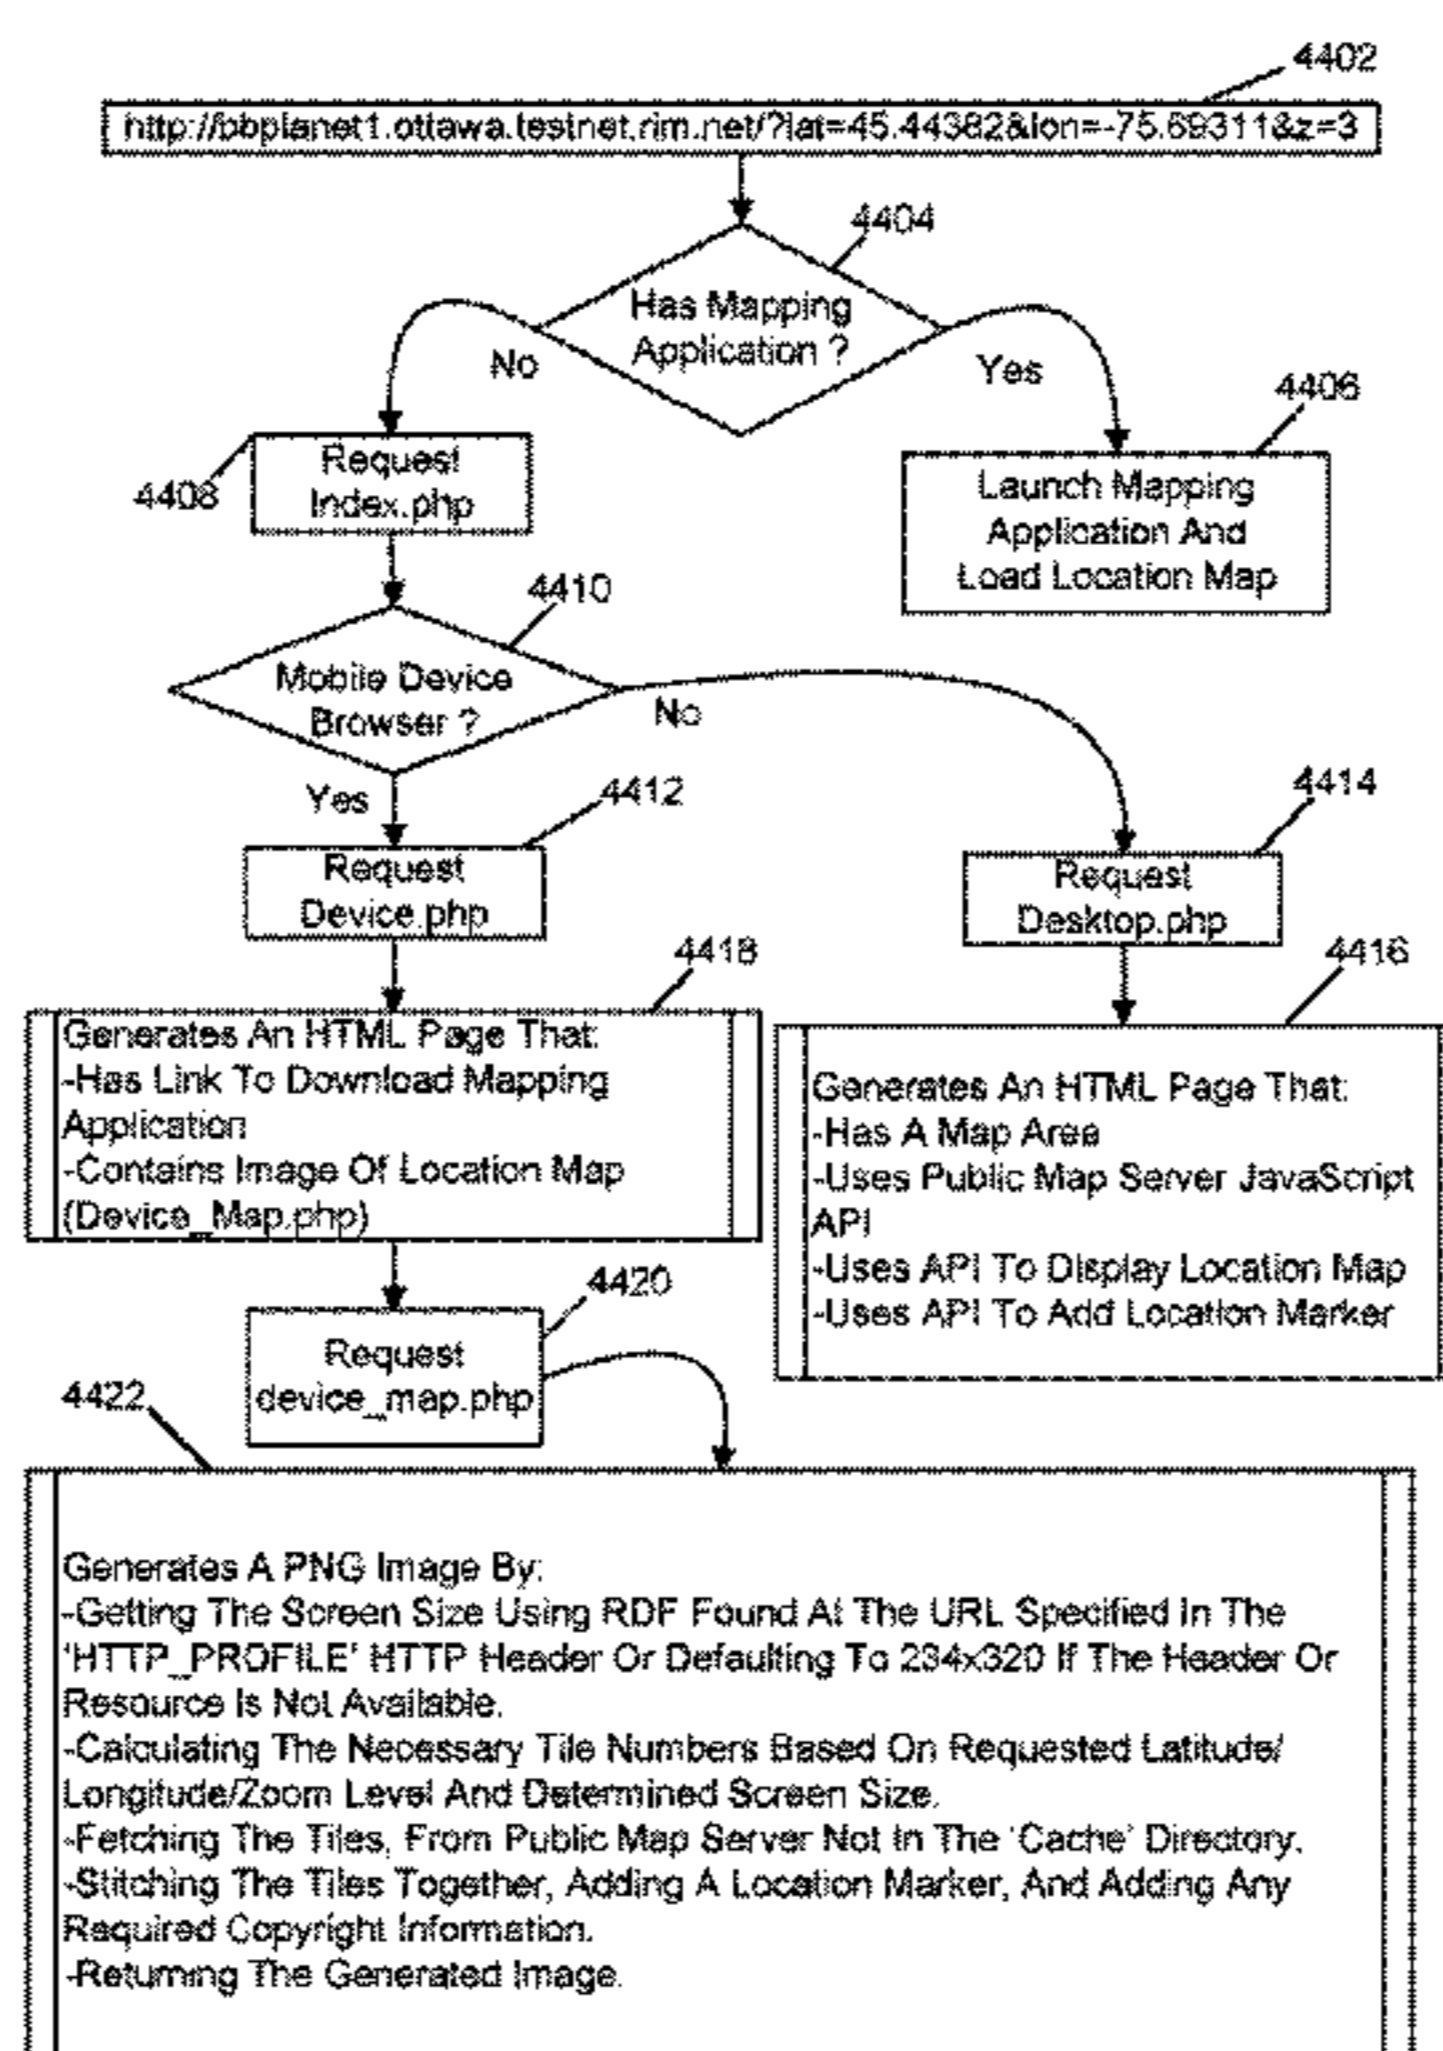 4402
http://bbplanet1.ottawa.testnet.rim.net/?lat=45.44382&lon=-75.69311&z=3
4404
Has Mapping
Application ?
No
Yes
4406
4408
Request
Index.php
Launch Mapping
Application And
Load Location Map
4410
Mobile Device
Browser ?
No
Yes
4412
4414
Request
Device.php
Request
Desktop.php
4418
4416
Generates An HTML Page That:
-Has Link To Download Mapping
Application
-Contains Image Of Location Map
(Device_Map.php)
Generates An HTML Page That:
-Has A Map Area
-Uses Public Map Server JavaScript
API
-Uses API To Display Location Map
-Uses API To Add Location Marker
4420
Request
device_map.php
4422
Generates A PNG Image By:
-Getting The Screen Size Using RDF Found At The URL Specified In The
'HTTP_PROFILE' HTTP Header Or Defaulting To 234x320 If The Header Or
Resource Is Not Available.
-Calculating The Necessary Tile Numbers Based On Requested Latitude/
Longitude/Zoom Level And Determined Screen Size.
-Fetching The Tiles, From Public Map Server Not In The 'Cache' Directory.
-Stitching The Tiles Together, Adding A Location Marker, And Adding Any
Required Copyright Information.
-Returning The Generated Image.